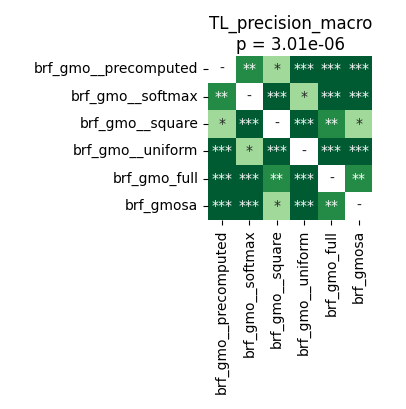 TL_precision_macro
p = 3.01e-06
brf_gmo__precomputed - ** * *** *** ***
brf_gmo__softmax ** - *** * *** ***
brf_gmo__square * *** - *** ** *
brf_gmo__uniform *** * *** - *** ***
brf_gmo_full *** *** ** *** - **
brf_gmosa *** *** * *** ** -
brf_gmo__precomputed
brf_gmo__softmax
brf_gmo__square
brf_gmo__uniform
brf_gmo_full
brf_gmosa